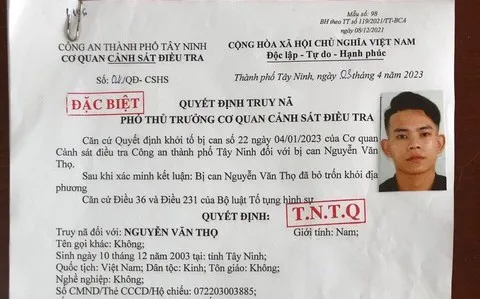 Mẫu số: 98
BH theo TT số 119/2021/TT-BCA
ngày 08/12/2021
CÔNG AN THÀNH PHỐ TÂY NINH
CƠ QUAN CẢNH SÁT ĐIỀU TRA
CỘNG HÒA XÃ HỘI CHỦ NGHĨA VIỆT NAM
Độc lập - Tự do - Hạnh phúc
Số: /QĐ- CSHS
Thành phố Tây Ninh, ngày 05 tháng 4 năm 2023
ĐẶC BIỆT
QUYẾT ĐỊNH TRUY NÃ
PHÓ THỦ TRƯỞNG CƠ QUAN CẢNH SÁT ĐIỀU TRA
Căn cứ Quyết định khởi tố bị can số 22 ngày 04/01/2023 của Cơ quan
Cảnh sát điều tra Công an thành phố Tây Ninh đối với bị can Nguyễn Văn
Thọ.
Sau khi xác minh kết luận: Bị can Nguyễn Văn Thọ đã bỏ trốn khỏi địa
phương
Căn cứ Điều 36 và Điều 231 của Bộ luật Tố tụng hình sự
QUYẾT ĐỊNH:
T.N.T.Q
Truy nã đối với: NGUYỄN VĂN THỌ
Giới tính: Nam;
Tên gọi khác: Không;
Sinh ngày 10 tháng 12 năm 2003 tại: tỉnh Tây Ninh;
Quốc tịch: Việt Nam; Dân tộc: Kinh; Tôn giáo: Không;
Nghề nghiệp: Không;
Số CMND/Thẻ CCCD/Hộ chiếu: 072203003885;